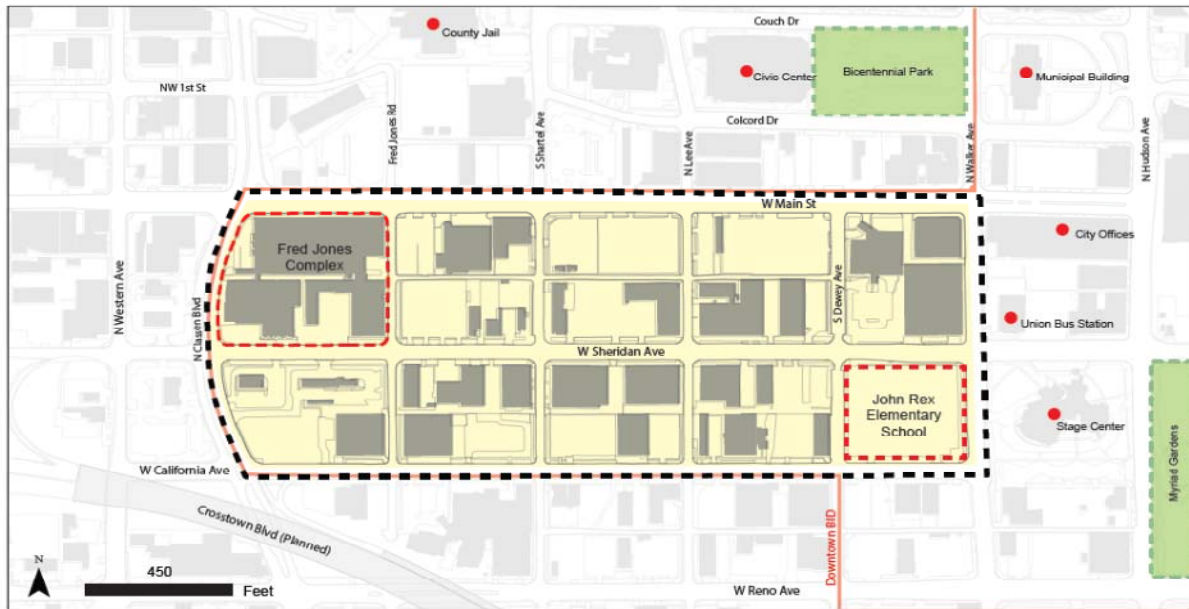 Couch Dr
County Jail
Civic Center
Bicentennial Park
Municipal Building
NW 1st St
Colcord Dr
Fred Jones Rd
S Shartel Ave
N Lee Ave
N Walker Ave
N Hudson Ave
W Main St
Fred Jones
Complex
City Offices
N Western Ave
N Classen Blvd
S Dewey Ave
Union Bus Station
W Sheridan Ave
John Rex
Elementary
School
Stage Center
Myriad Gardens
W California Ave
Crosstown Blvd (Planned)
Downtown BID
N
450
Feet
W Reno Ave